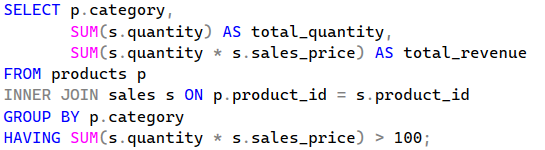 SELECT p.category,
       SUM(s.quantity) AS total_quantity,
       SUM(s.quantity * s.sales_price) AS total_revenue
FROM products p
INNER JOIN sales s ON p.product_id = s.product_id
GROUP BY p.category
HAVING SUM(s.quantity * s.sales_price) > 100;